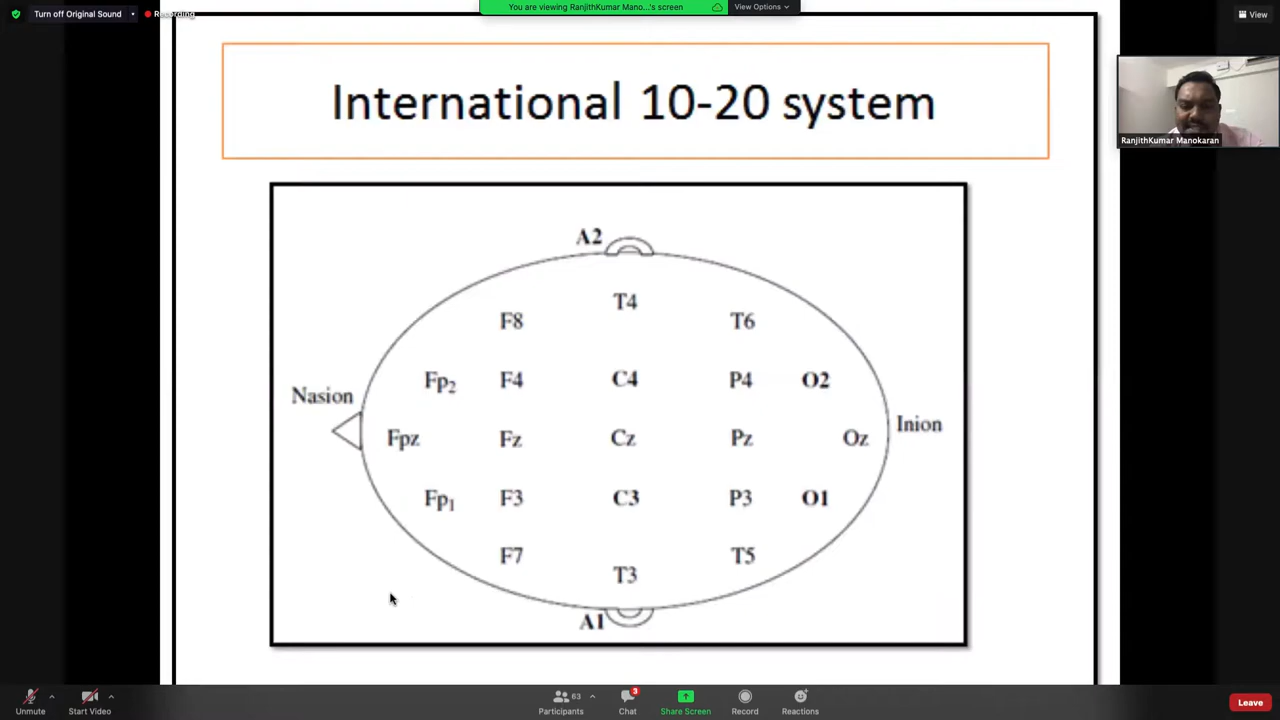 Turn off Original Sound
Recording
You are viewing RanjithKumar Mano...'s screen
View Options
View
International 10-20 system
RanjithKumar Manokaran
A2
T4
F8
T6
Fp2
F4
C4
P4
O2
Nasion
Inion
Fpz
Fz
Cz
Pz
Oz
Fp1
F3
C3
P3
O1
F7
T5
T3
A1
Unmute
Start Video
63
Participants
3
Chat
Share Screen
Record
Reactions
Leave